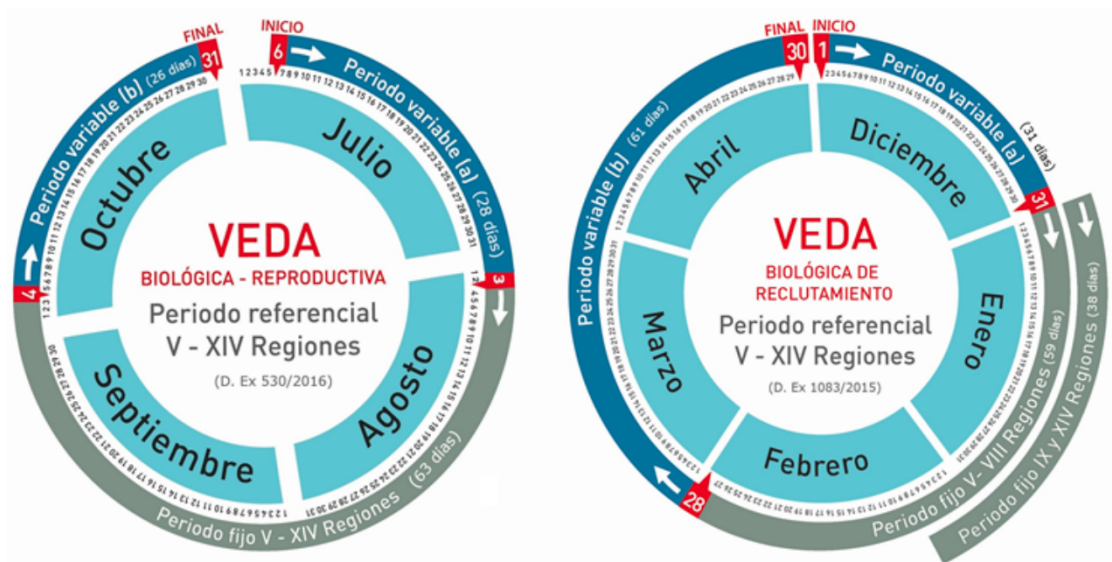 FINAL
31
INICIO
6
Periodo variable (a) (28 días)
3
Periodo fijo V - XIV Regiones (63 días)
4
Periodo variable (b) (26 días)
Julio
Agosto
Septiembre
Octubre
VEDA
BIOLÓGICA - REPRODUCTIVA
Periodo referencial
V - XIV Regiones
(D. Ex 530/2016)
FINAL
30
INICIO
1
Periodo variable (a)
(31 días)
31
Periodo fijo V- VIII Regiones (59 días)
Periodo fijo IX y XIV Regiones (38 días)
28
Periodo variable (b) (61 días)
Diciembre
Enero
Febrero
Marzo
Abril
VEDA
BIOLÓGICA DE
RECLUTAMIENTO
Periodo referencial
V - XIV Regiones
(D. Ex 1083/2015)